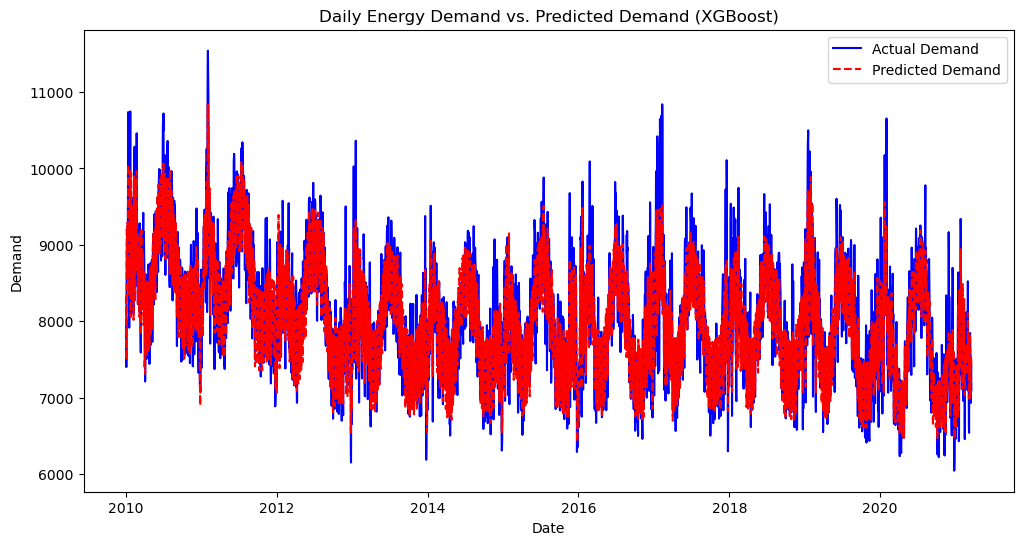 Daily Energy Demand vs. Predicted Demand (XGBoost)
Actual Demand
Predicted Demand
11000
10000
9000
8000
7000
6000
Demand
2010
2012
2014
2016
2018
2020
Date